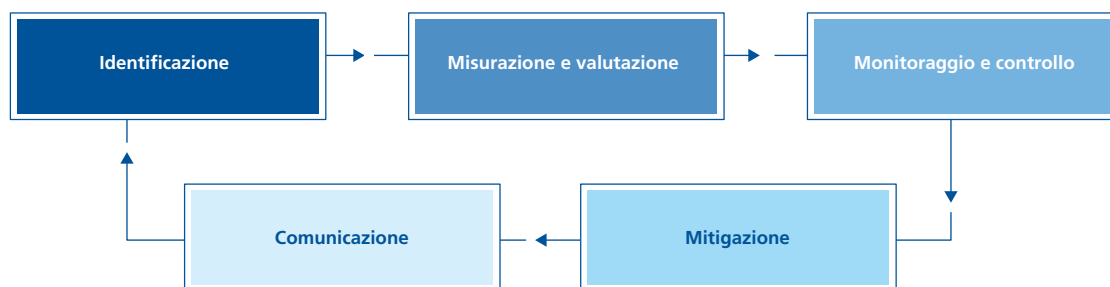 Identificazione
Misurazione e valutazione
Monitoraggio e controllo
Comunicazione
Mitigazione